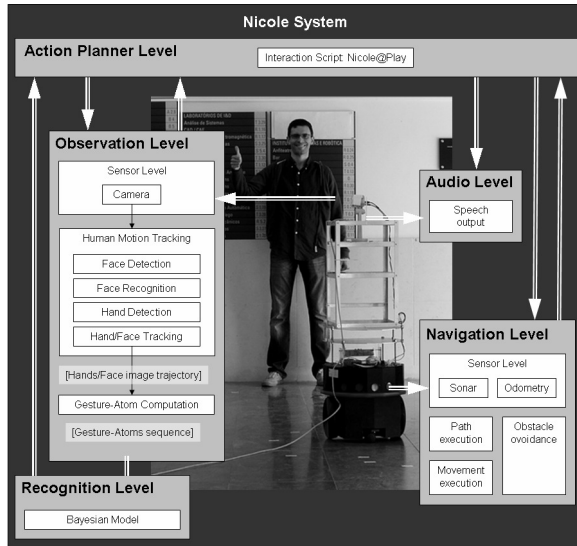 Nicole System
Action Planner Level
Interaction Script: Nicole@Play
LABORATÓRIOS DE I&D
Observation Level
Sensor Level
Camera
Human Motion Tracking
Face Detection
Face Recognition
Hand Detection
Hand/Face Tracking
[Hands/Face image trajectory]
Gesture-Atom Computation
[Gesture-Atoms sequence]
Recognition Level
Bayesian Model
Audio Level
Speech
output
Navigation Level
Sensor Level
Sonar
Odometry
Path
execution
Obstacle
ovoidance
Movement
execution